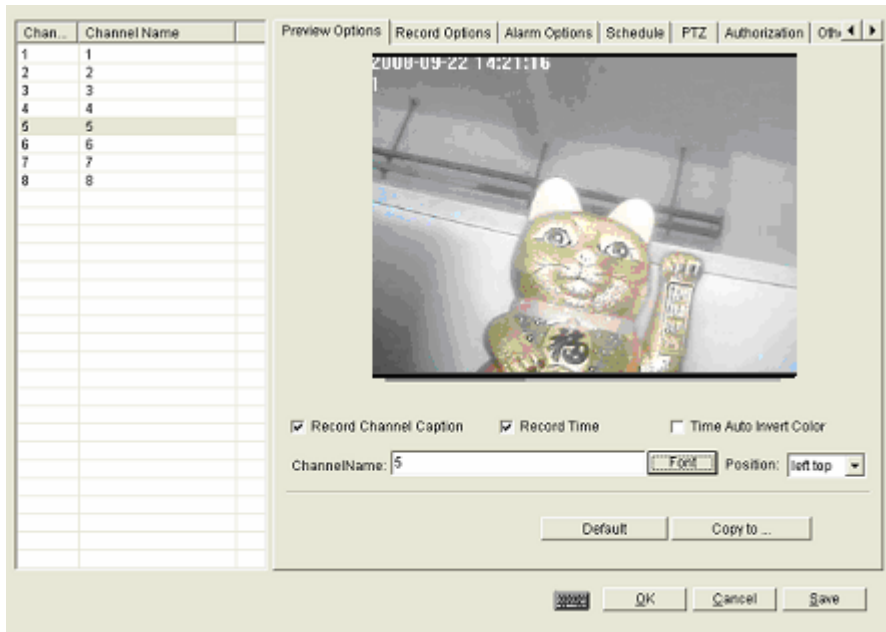 Chan... Channel Name
1 1
2 2
3 3
4 4
5 5
6 6
7 7
8 8
Preview Options Record Options Alarm Options Schedule PTZ Authorization Oth
2008-09-22 14:21:16
1
福
Record Channel Caption Record Time Time Auto Invert Color
ChannelName: 5 Font Position: left top
Default Copy to ...
OK Cancel Save